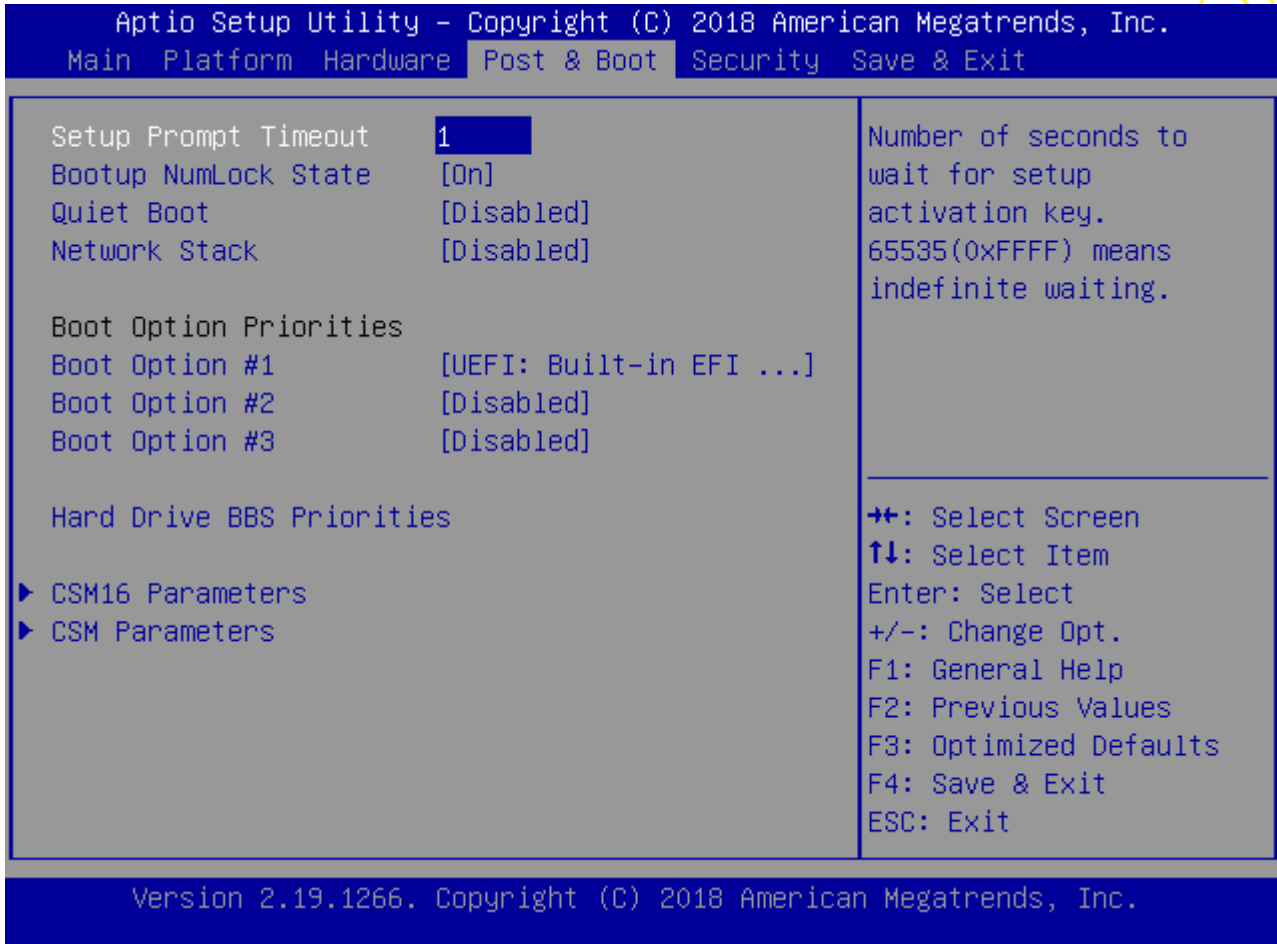 Aptio Setup Utility – Copyright (C) 2018 American Megatrends, Inc.
Main Platform Hardware Post & Boot Security Save & Exit
Setup Prompt Timeout 1
Bootup NumLock State [On]
Quiet Boot [Disabled]
Network Stack [Disabled]
Boot Option Priorities
Boot Option #1 [UEFI: Built-in EFI ...]
Boot Option #2 [Disabled]
Boot Option #3 [Disabled]
Hard Drive BBS Priorities
▶ CSM16 Parameters
▶ CSM Parameters
Number of seconds to
wait for setup
activation key.
65535(0xFFFF) means
indefinite waiting.
→←: Select Screen
↑↓: Select Item
Enter: Select
+/-: Change Opt.
F1: General Help
F2: Previous Values
F3: Optimized Defaults
F4: Save & Exit
ESC: Exit
Version 2.19.1266. Copyright (C) 2018 American Megatrends, Inc.